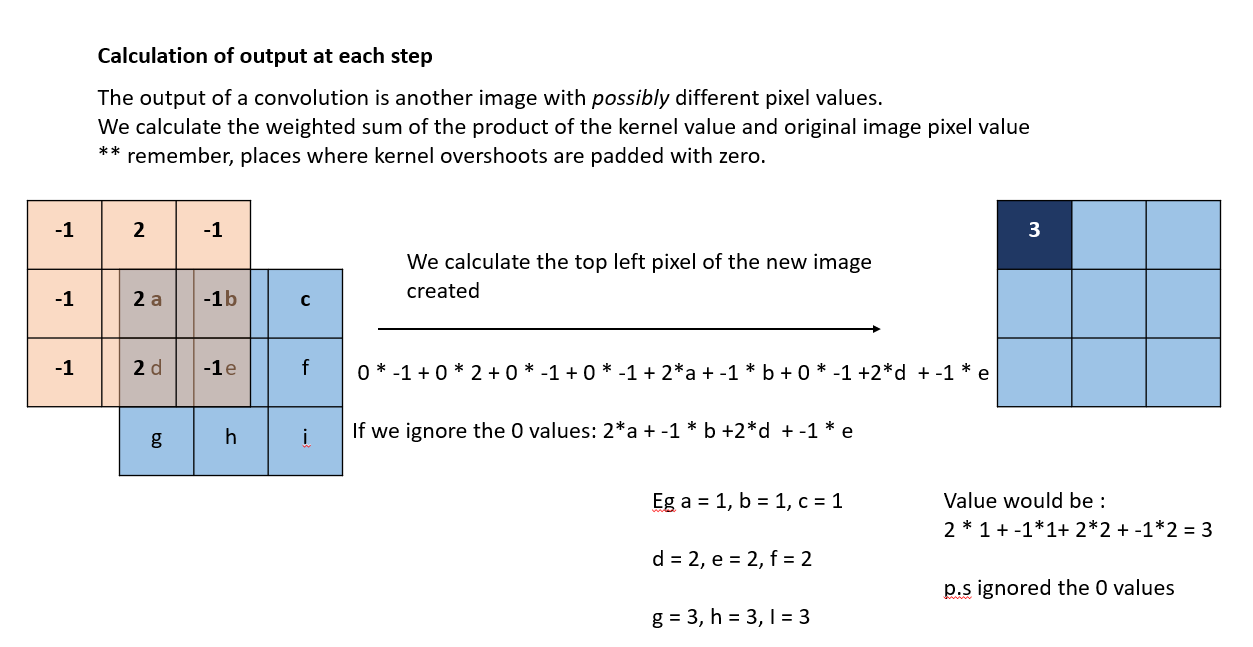 Calculation of output at each step
The output of a convolution is another image with possibly different pixel values.
We calculate the weighted sum of the product of the kernel value and original image pixel value
** remember, places where kernel overshoots are padded with zero.
-1 2 -1
-1 2 a -1 b c
-1 2 d -1 e f
g h i
We calculate the top left pixel of the new image
created
0 * -1 + 0 * 2 + 0 * -1 + 0 * -1 + 2*a + -1 * b + 0 * -1 +2*d + -1 * e
If we ignore the 0 values: 2*a + -1 * b +2*d + -1 * e
3
Eg a = 1, b = 1, c = 1
d = 2, e = 2, f = 2
g = 3, h = 3, I = 3
Value would be :
2 * 1 + -1*1+ 2*2 + -1*2 = 3
p.s ignored the 0 values